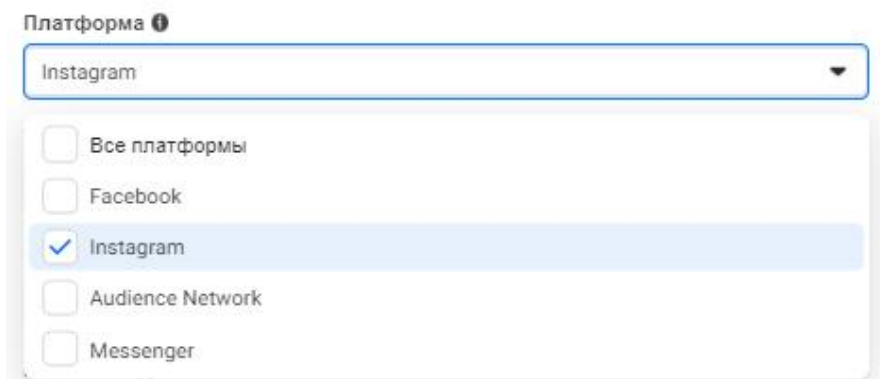 Платформа
Instagram
Все платформы
Facebook
Instagram
Audience Network
Messenger